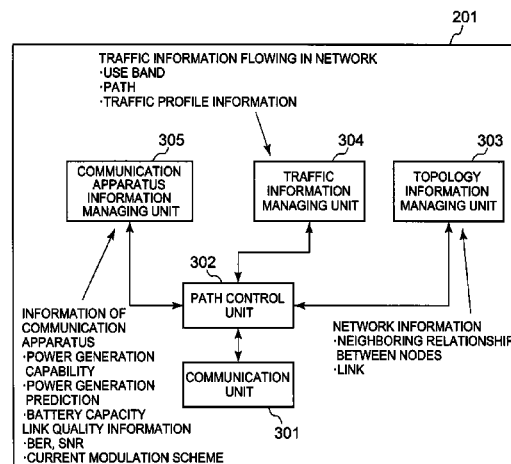 201
TRAFFIC INFORMATION FLOWING IN NETWORK
·USE BAND
·PATH
·TRAFFIC PROFILE INFORMATION
305
COMMUNICATION
APPARATUS
INFORMATION
MANAGING UNIT
304
TRAFFIC
INFORMATION
MANAGING UNIT
303
TOPOLOGY
INFORMATION
MANAGING UNIT
302
PATH CONTROL
UNIT
INFORMATION OF
COMMUNICATION
APPARATUS
·POWER GENERATION
CAPABILITY
·POWER GENERATION
PREDICTION
·BATTERY CAPACITY
LINK QUALITY INFORMATION
·BER, SNR
·CURRENT MODULATION SCHEME
NETWORK INFORMATION
·NEIGHBORING RELATIONSHIP
BETWEEN NODES
·LINK
COMMUNICATION
UNIT
301